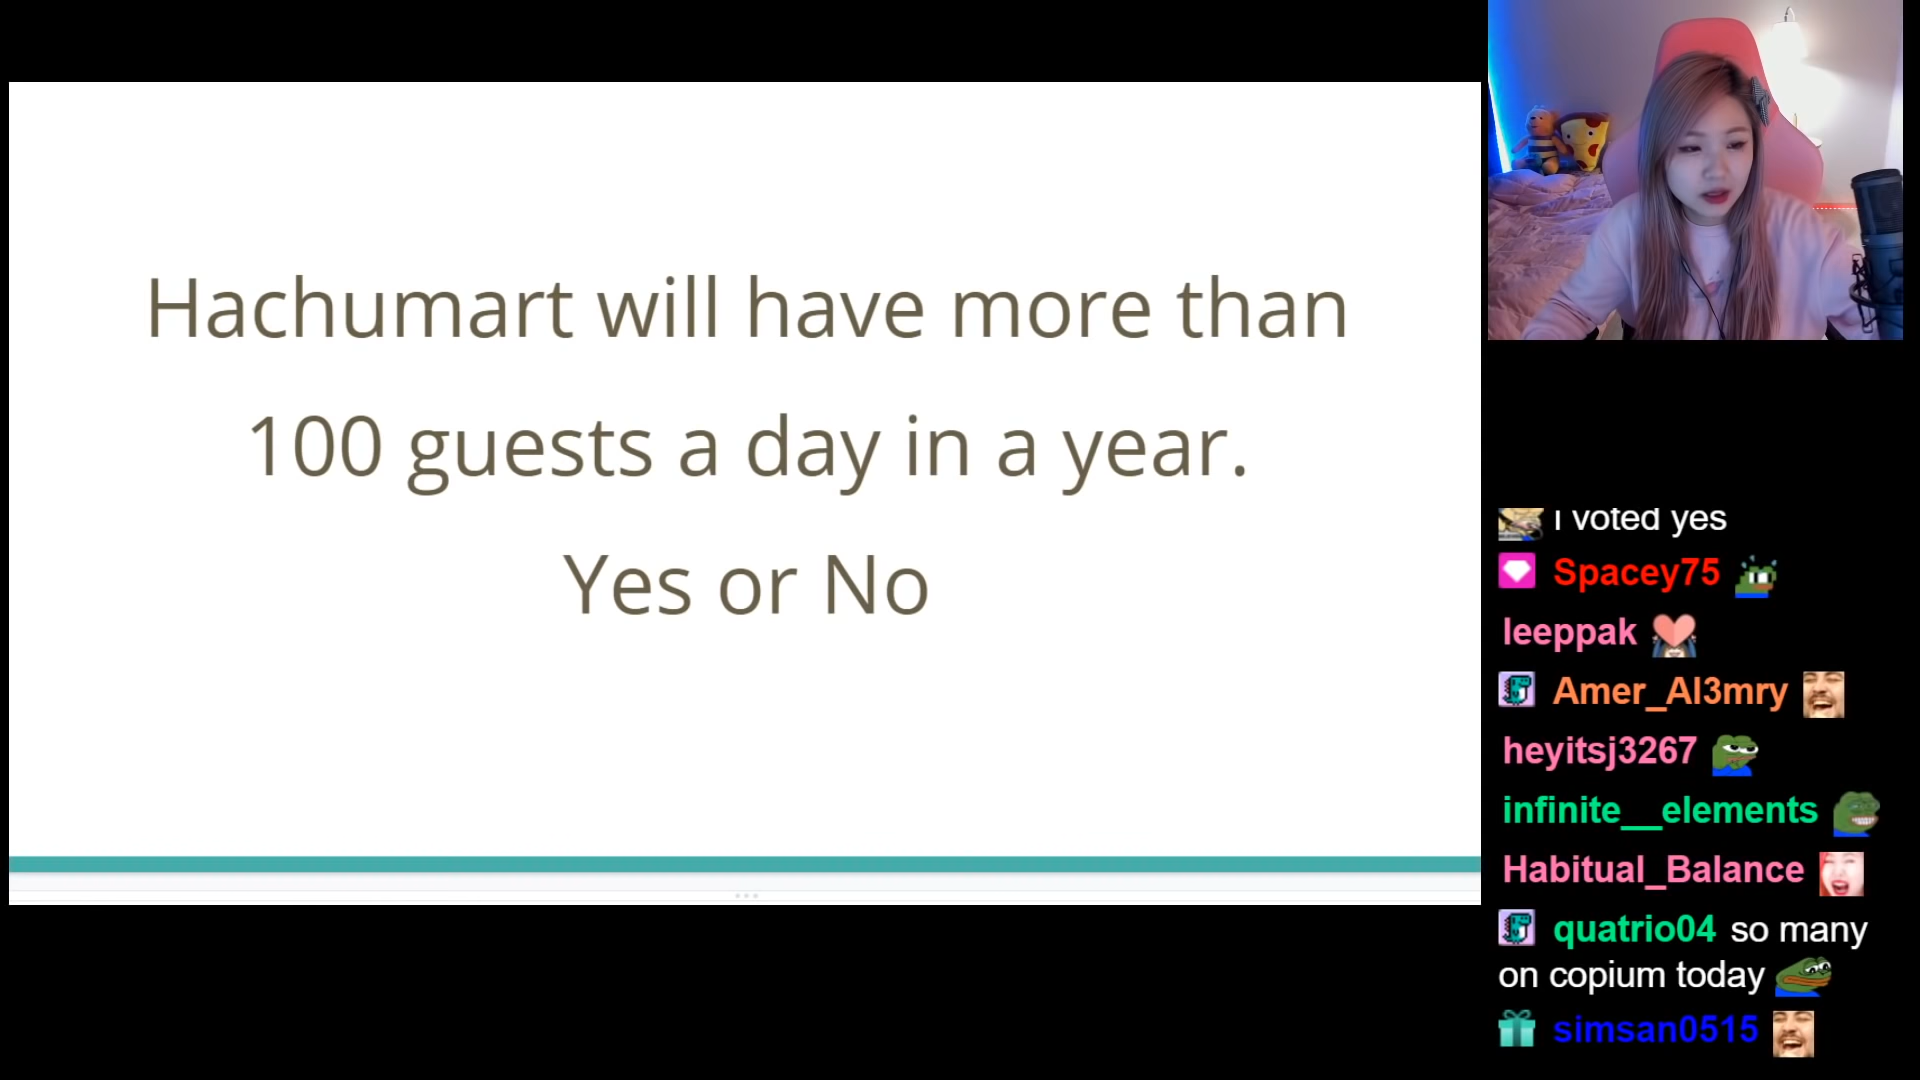 Hachumart will have more than
100 guests a day in a year.
Yes or No
i voted yes
Spacey75
leeppak
Amer_Al3mry
heyitsj3267
infinite__elements
Habitual_Balance
quatrio04 so many
on copium today
simsan0515